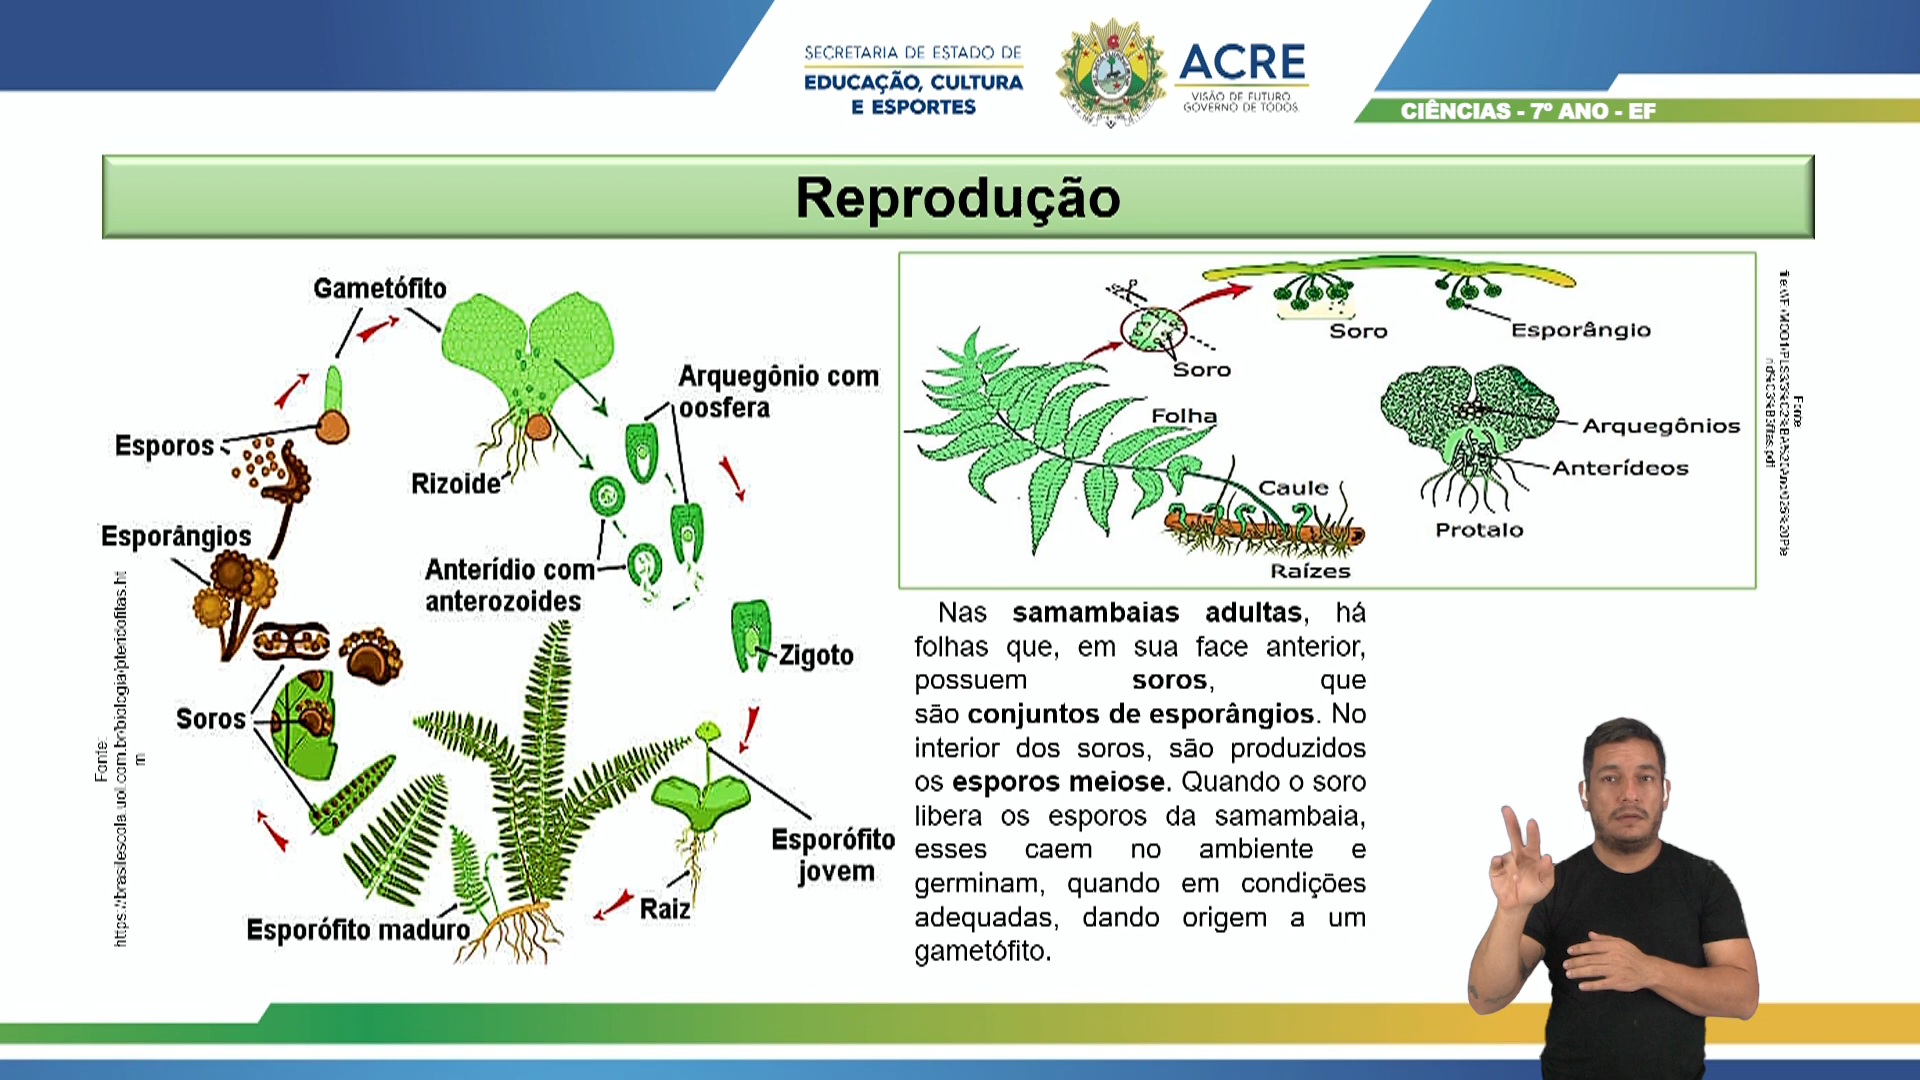 SECRETARIA DE ESTADO DE
EDUCAÇÃO, CULTURA
E ESPORTES
ACRE
VISÃO DE FUTURO.
GOVERNO DE TODOS.
CIÊNCIAS - 7º ANO - EF
Reprodução
Gametófito
Arquegônio com
oosfera
Esporos
Rizoide
Esporângios
Anterídio com
anterozoides
Zigoto
Soros
Esporófito
jovem
Raiz
Esporófito maduro
Fonte:
https://brasilescola.uol.com.br/biologia/pteridofitas.ht
m
Soro
Esporângio
Soro
Folha
Arquegônios
Anterídeos
Caule
Protalo
Raízes
Fonte:
Nas samambaias adultas, há
folhas que, em sua face anterior,
possuem soros, que
são conjuntos de esporângios. No
interior dos soros, são produzidos
os esporos meiose. Quando o soro
libera os esporos da samambaia,
esses caem no ambiente e
germinam, quando em condições
adequadas, dando origem a um
gametófito.